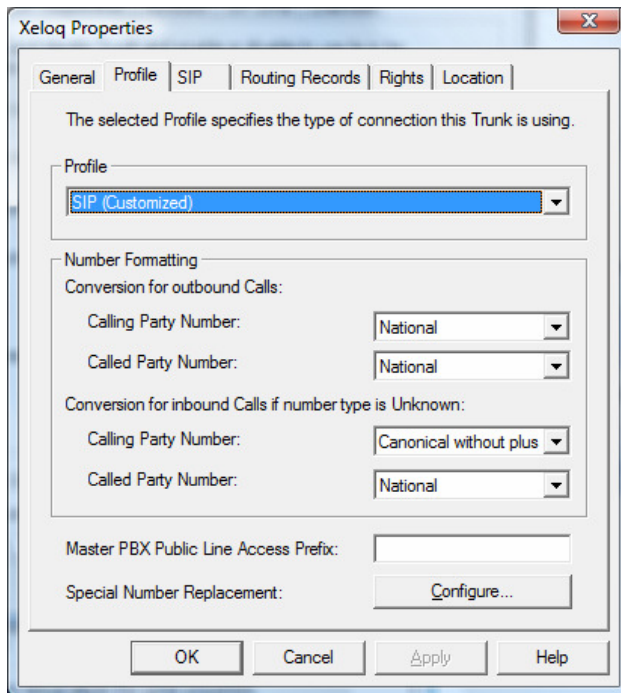 Xeloq Properties
General Profile SIP Routing Records Rights Location
The selected Profile specifies the type of connection this Trunk is using.
Profile
SIP (Customized)
Number Formatting
Conversion for outbound Calls:
Calling Party Number: National
Called Party Number: National
Conversion for inbound Calls if number type is Unknown:
Calling Party Number: Canonical without plus
Called Party Number: National
Master PBX Public Line Access Prefix:
Special Number Replacement: Configure...
OK Cancel Apply Help